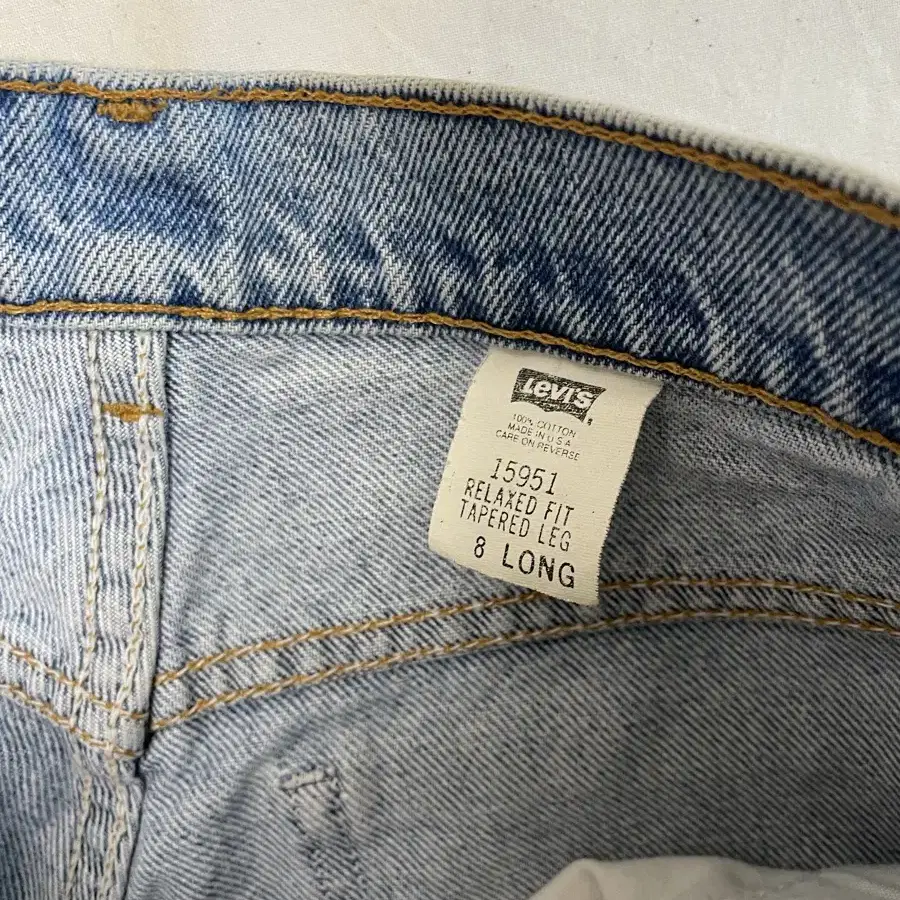 LEVI'S
100% COTTON
MADE IN U S A
CARE ON REVERSE
15951
RELAXED FIT
TAPERED LEG
8 LONG